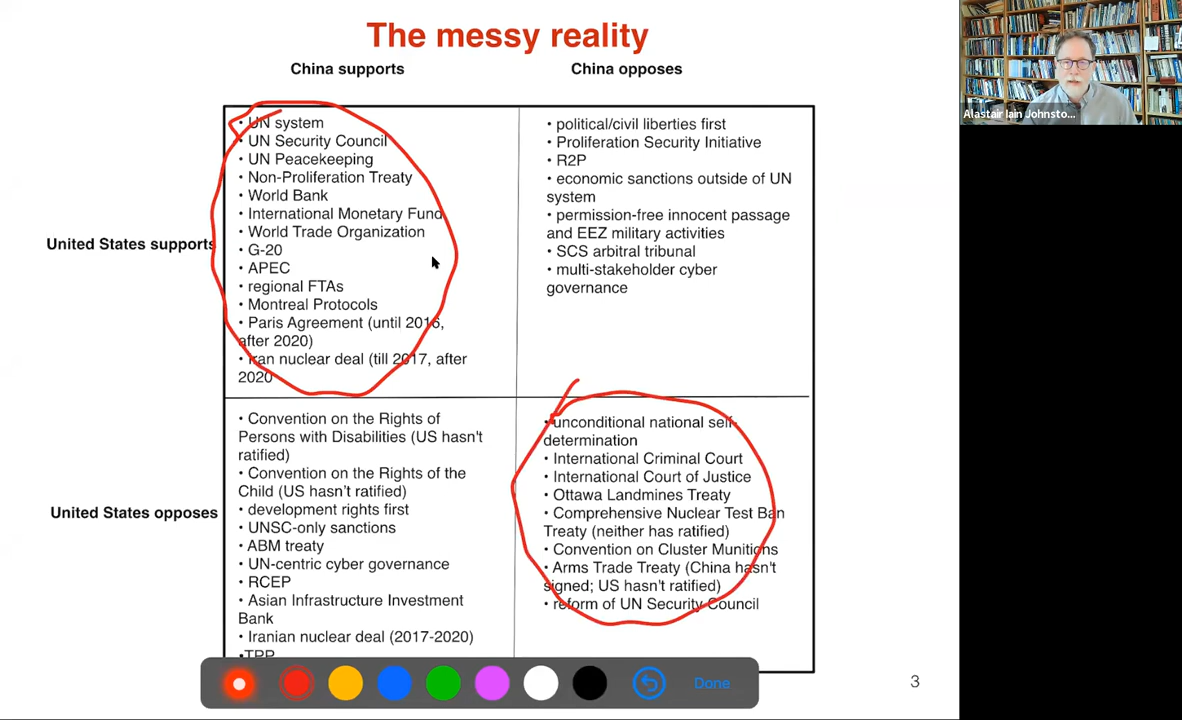 The messy reality
China supports
China opposes
Alastair Iain Johnsto...
• UN system
• UN Security Council
• UN Peacekeeping
• Non-Proliferation Treaty
• World Bank
• International Monetary Fund
• World Trade Organization
• G-20
• APEC
• regional FTAs
• Montreal Protocols
• Paris Agreement (until 2016,
after 2020)
• Iran nuclear deal (till 2017, after
2020
• political/civil liberties first
• Proliferation Security Initiative
• R2P
• economic sanctions outside of UN
system
• permission-free innocent passage
and EEZ military activities
• SCS arbitral tribunal
• multi-stakeholder cyber
governance
United States supports
• Convention on the Rights of
Persons with Disabilities (US hasn't
ratified)
• Convention on the Rights of the
Child (US hasn't ratified)
• development rights first
• UNSC-only sanctions
• ABM treaty
• UN-centric cyber governance
• RCEP
• Asian Infrastructure Investment
Bank
• Iranian nuclear deal (2017-2020)
•TPP
• unconditional national self-
determination
• International Criminal Court
• International Court of Justice
• Ottawa Landmines Treaty
• Comprehensive Nuclear Test Ban
Treaty (neither has ratified)
• Convention on Cluster Munitions
• Arms Trade Treaty (China hasn't
signed; US hasn't ratified)
• reform of UN Security Council
United States opposes
Done
3